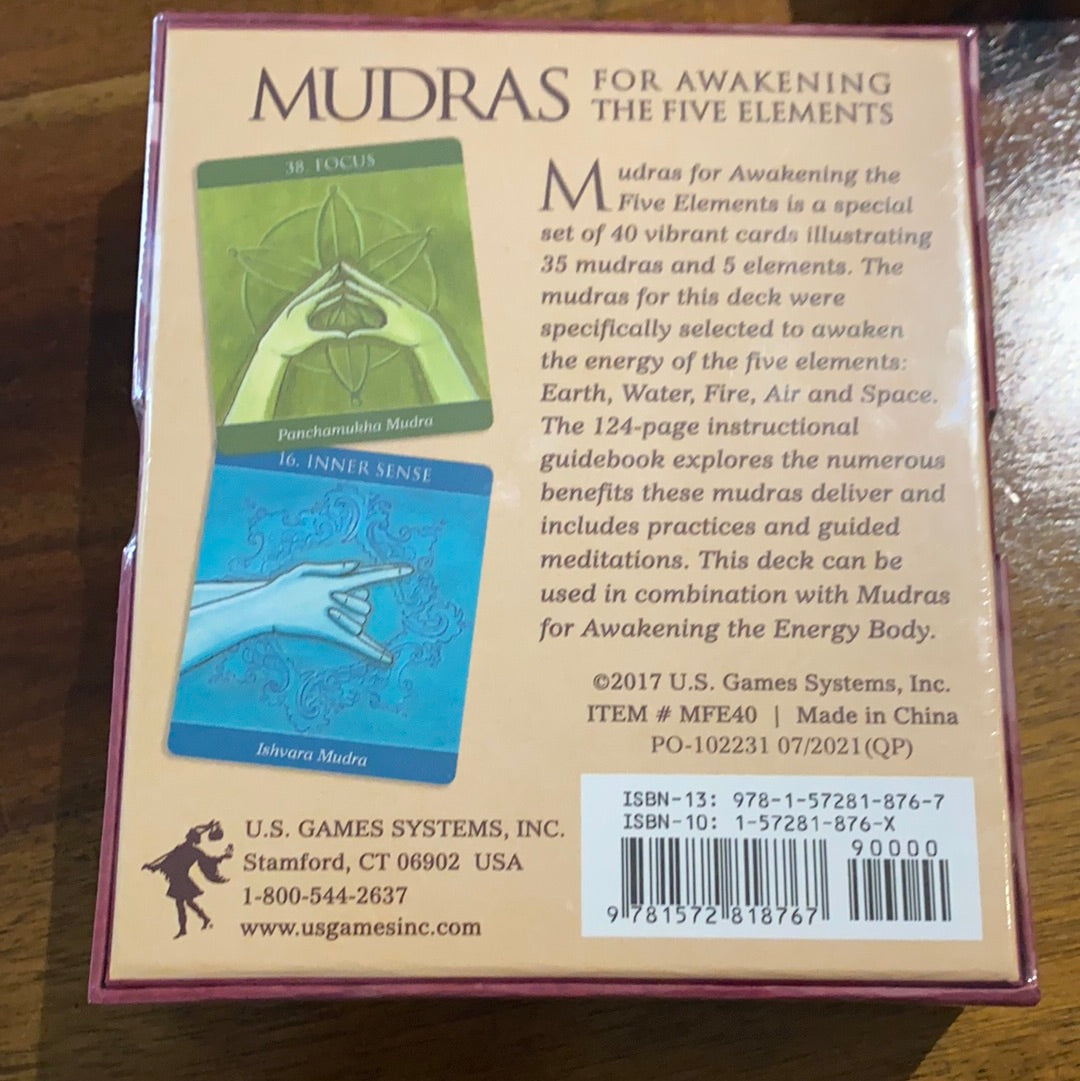 MUDRAS FOR AWAKENING
THE FIVE ELEMENTS
38. FOCUS
Panchamukha Mudra
16. INNER SENSE
Ishvara Mudra
Mudras for Awakening the
Five Elements is a special
set of 40 vibrant cards illustrating
35 mudras and 5 elements. The
mudras for this deck were
specifically selected to awaken
the energy of the five elements:
Earth, Water, Fire, Air and Space.
The 124-page instructional
guidebook explores the numerous
benefits these mudras deliver and
includes practices and guided
meditations. This deck can be
used in combination with Mudras
for Awakening the Energy Body.
©2017 U.S. Games Systems, Inc.
ITEM # MFE40 | Made in China
PO-102231 07/2021(QP)
U.S. GAMES SYSTEMS, INC.
Stamford, CT 06902 USA
1-800-544-2637
www.usgamesinc.com
ISBN-13: 978-1-57281-876-7
ISBN-10: 1-57281-876-X
90000
9 781572 818767